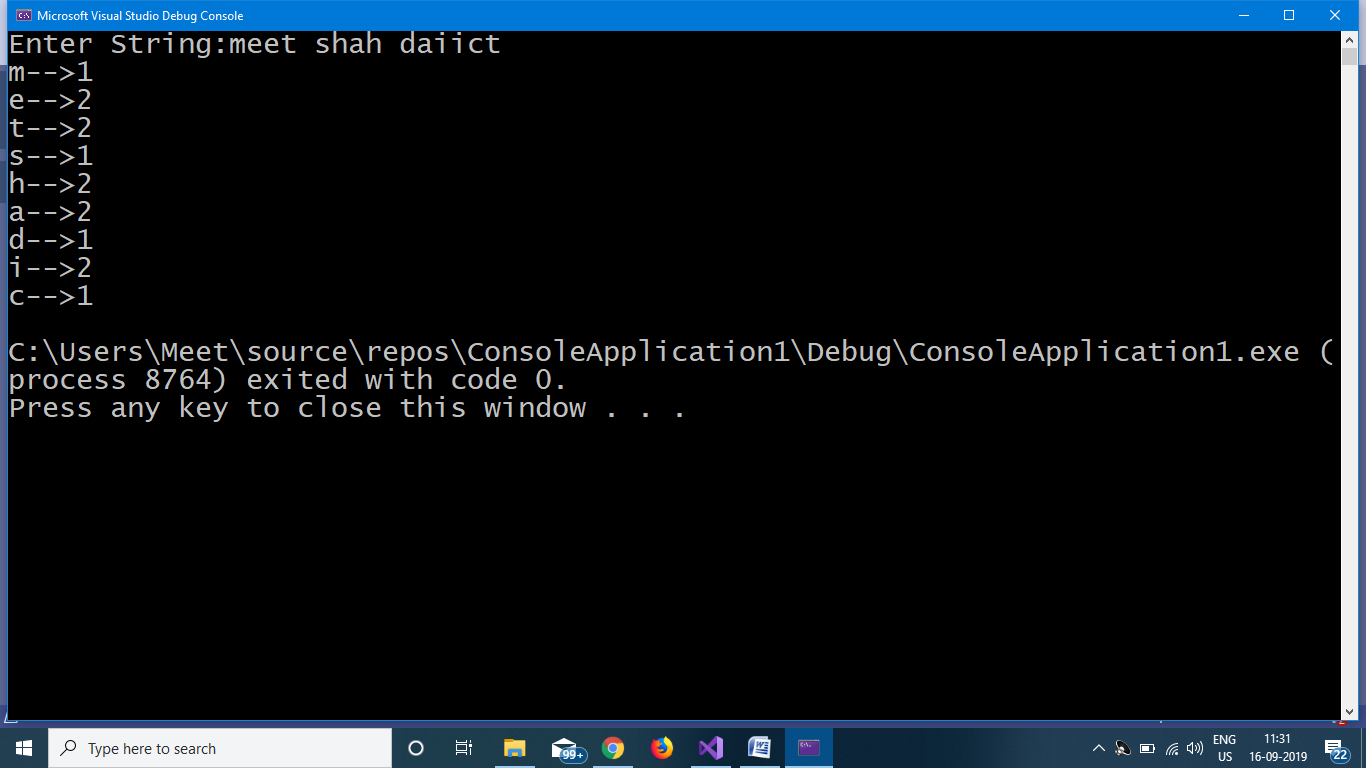 Microsoft Visual Studio Debug Console
Enter String:meet shah daiict
m-->1
e-->2
t-->2
s-->1
h-->2
a-->2
d-->1
i-->2
c-->1
C:\Users\Meet\source\repos\ConsoleApplication1\Debug\ConsoleApplication1.exe (
process 8764) exited with code 0.
Press any key to close this window . . .
Type here to search
99+
ENG
US
11:31
16-09-2019
22